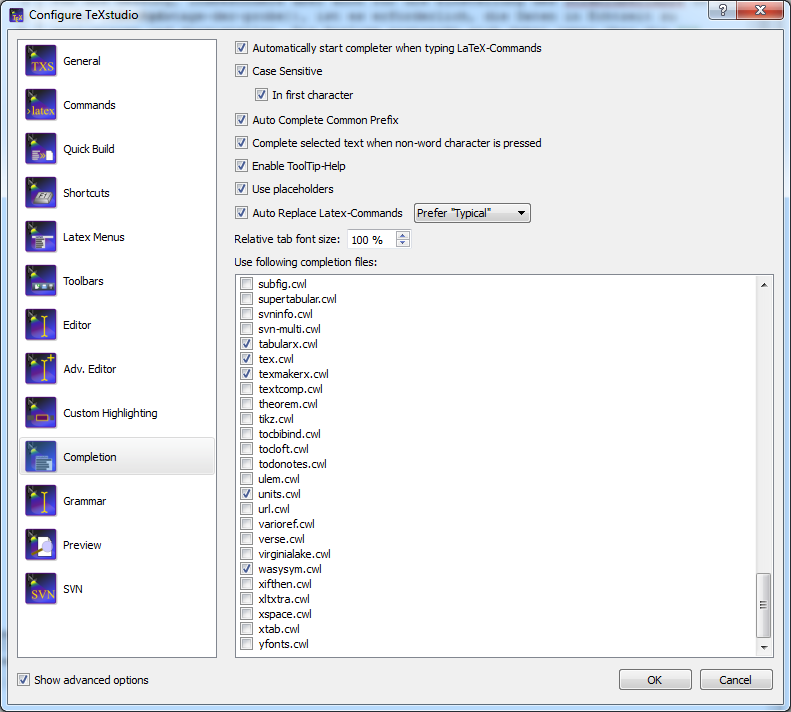 Configure TeXstudio
General
Commands
Quick Build
Shortcuts
Latex Menus
Toolbars
Editor
Adv. Editor
Custom Highlighting
Completion
Grammar
Preview
SVN
Automatically start completer when typing LaTeX-Commands
Case Sensitive
In first character
Auto Complete Common Prefix
Complete selected text when non-word character is pressed
Enable ToolTip-Help
Use placeholders
Auto Replace Latex-Commands Prefer "Typical"
Relative tab font size: 100 %
Use following completion files:
subfig.cwl
supertabular.cwl
svninfo.cwl
svn-multi.cwl
tabularx.cwl
tex.cwl
texmakerx.cwl
textcomp.cwl
theorem.cwl
tikz.cwl
tocbibind.cwl
tocloft.cwl
todonotes.cwl
ulem.cwl
units.cwl
url.cwl
varioref.cwl
verse.cwl
virginialake.cwl
wasysym.cwl
xifthen.cwl
xltxtra.cwl
xspace.cwl
xtab.cwl
yfonts.cwl
Show advanced options
OK Cancel